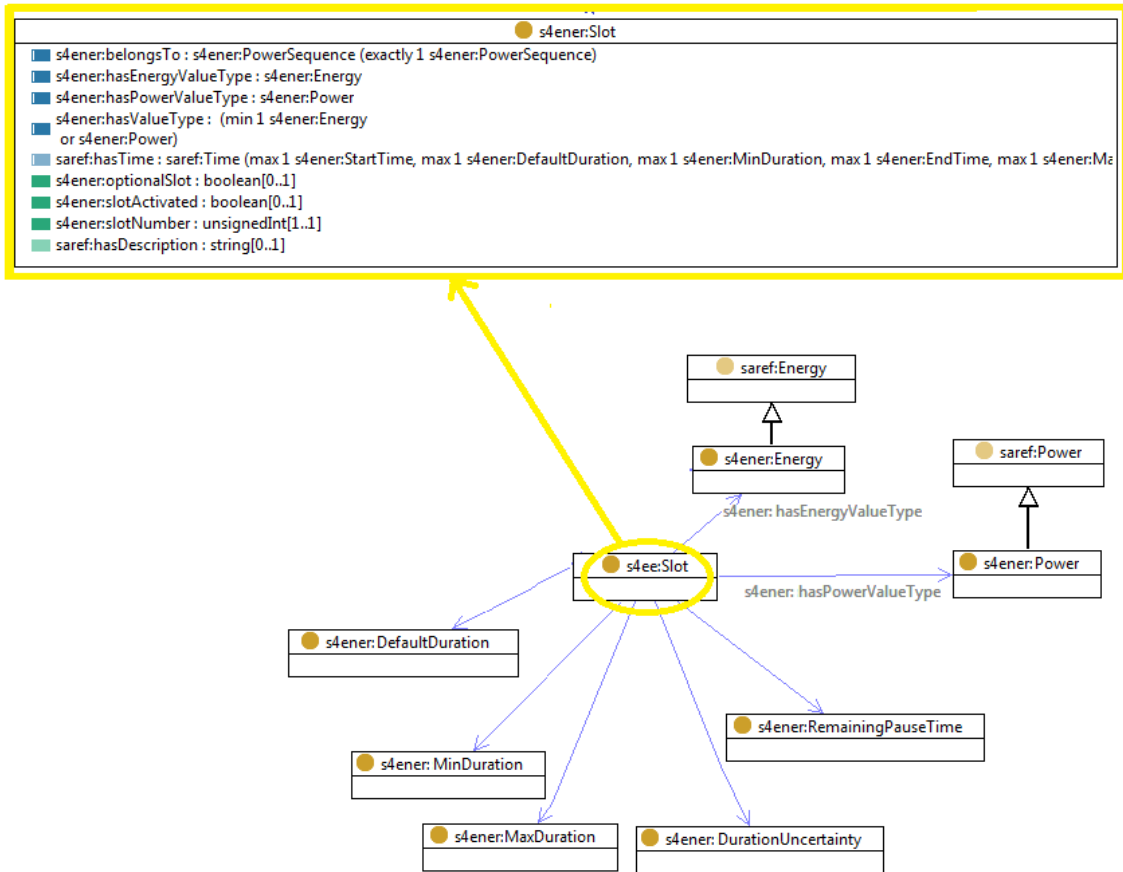 s4ener:Slot
s4ener:belongsTo : s4ener:PowerSequence (exactly 1 s4ener:PowerSequence)
s4ener:hasEnergyValueType : s4ener:Energy
s4ener:hasPowerValueType : s4ener:Power
s4ener:hasValueType : (min 1 s4ener:Energy
or s4ener:Power)
saref:hasTime : saref:Time (max 1 s4ener:StartTime, max 1 s4ener:DefaultDuration, max 1 s4ener:MinDuration, max 1 s4ener:EndTime, max 1 s4ener:Ma
s4ener:optionalSlot : boolean[0..1]
s4ener:slotActivated : boolean[0..1]
s4ener:slotNumber : unsignedInt[1..1]
saref:hasDescription : string[0..1]
saref:Energy
saref:Power
s4ener:Energy
s4ener: hasEnergyValueType
s4ee:Slot
s4ener:Power
s4ener: hasPowerValueType
s4ener:DefaultDuration
s4ener:RemainingPauseTime
s4ener: MinDuration
s4ener:MaxDuration
s4ener: DurationUncertainty